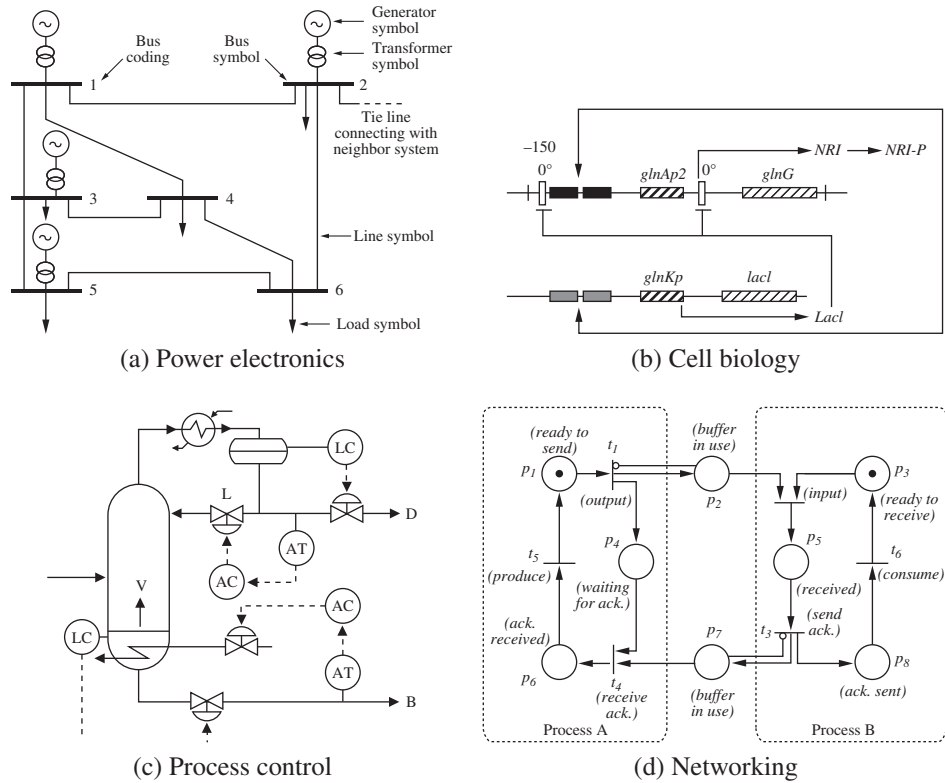 Generator
symbol
Transformer
symbol
Bus
coding
Bus
symbol
1
2
Tie line
connecting with
neighbor system
3
4
Line symbol
5
6
Load symbol
(a) Power electronics
–150
0°
glnAp2
0°
glnG
NRI
NRI-P
glnKp
lacl
Lacl
(b) Cell biology
LC
L
D
AT
AC
V
AC
LC
AT
B
(c) Process control
(ready to
send)
t1
(buffer
in use)
p1
p2
p3
(output)
(input)
(ready to
receive)
p4
p5
t5
(produce)
t6
(consume)
(waiting
for ack.)
(received)
(ack.
received)
p7
t3
(send
ack.)
p6
t4
p8
(receive
ack.)
(buffer
in use)
(ack. sent)
Process A
Process B
(d) Networking